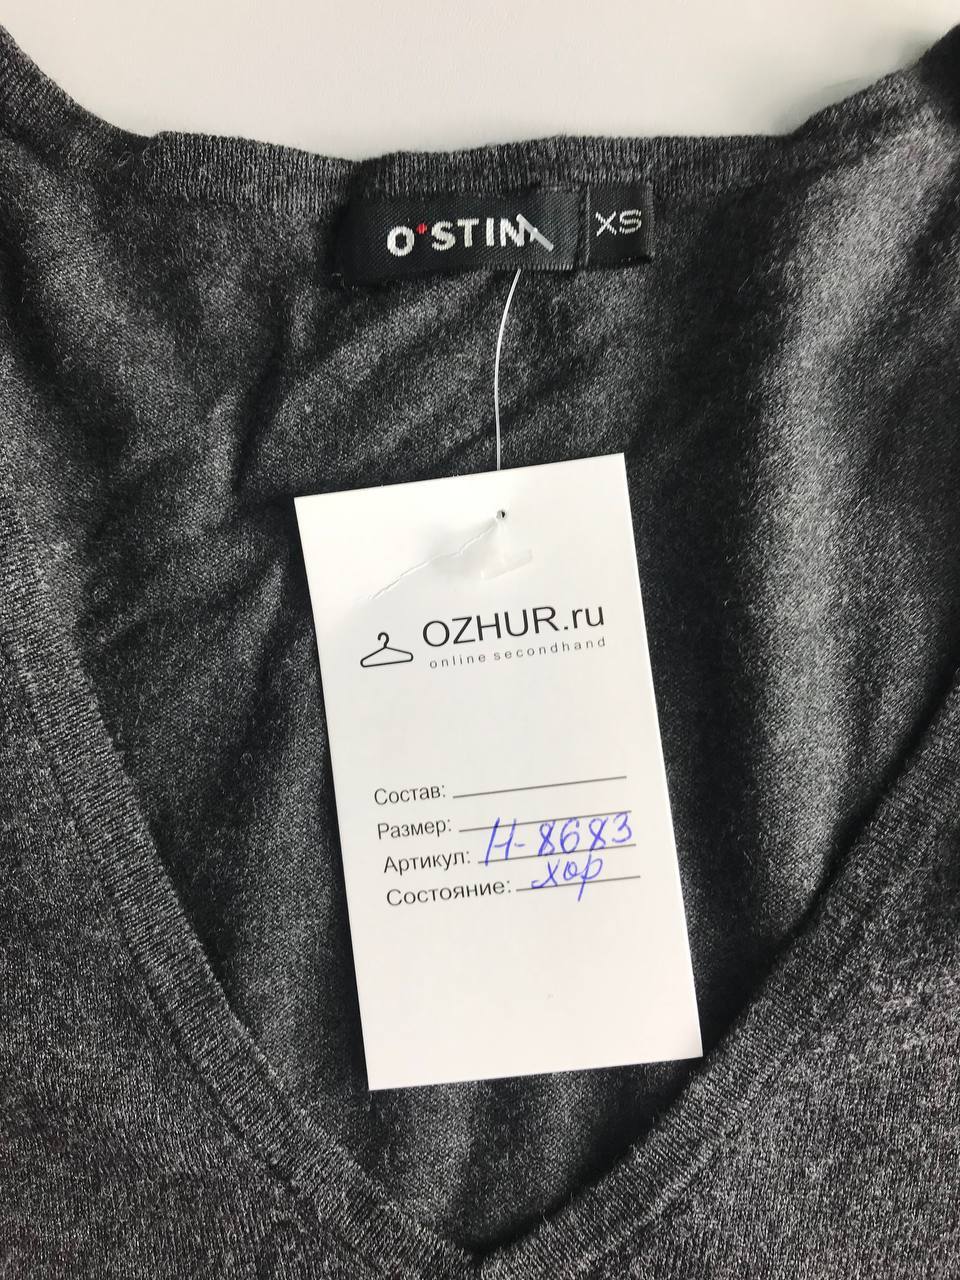 O'STIN
XS
OZHUR.ru
online secondhand
Состав:
Размер:
Артикул: Н-8683
Состояние: хор